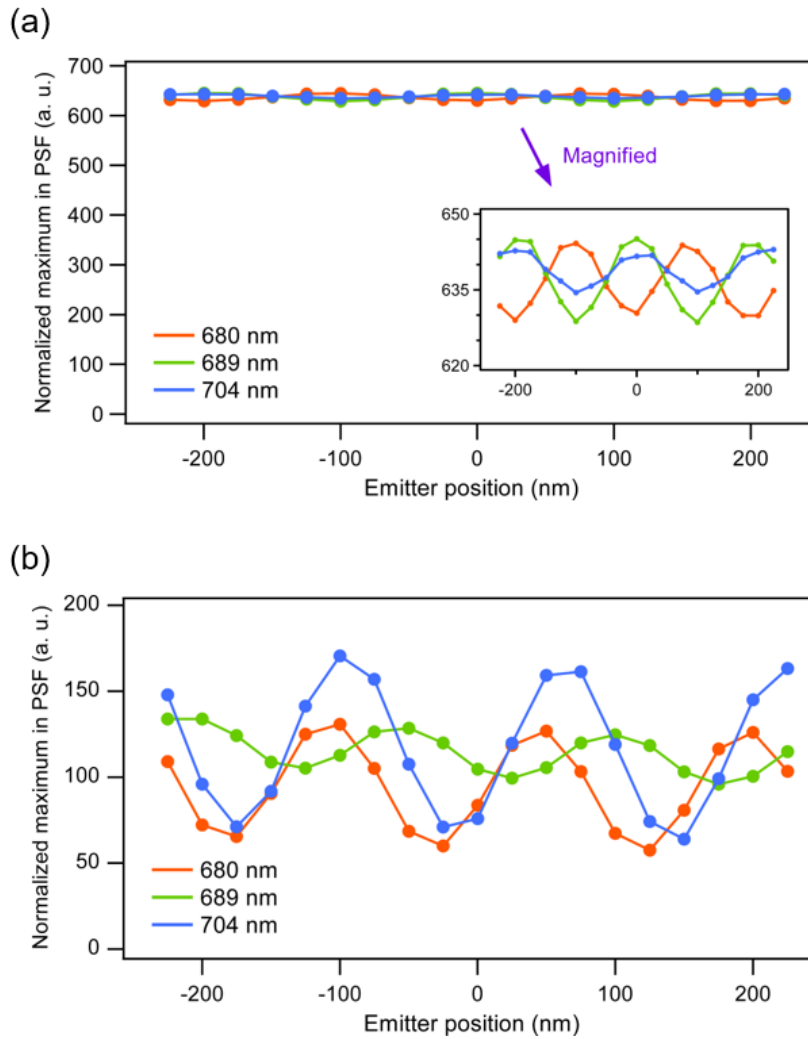 (a)
Normalized maximum in PSF (a. u.)
700
600
500
400
300
200
100
0
Magnified
650
635
620
-200
0
200
680 nm
689 nm
704 nm
-200
-100
0
100
200
Emitter position (nm)
(b)
Normalized maximum in PSF (a. u.)
200
150
100
50
0
680 nm
689 nm
704 nm
-200
-100
0
100
200
Emitter position (nm)